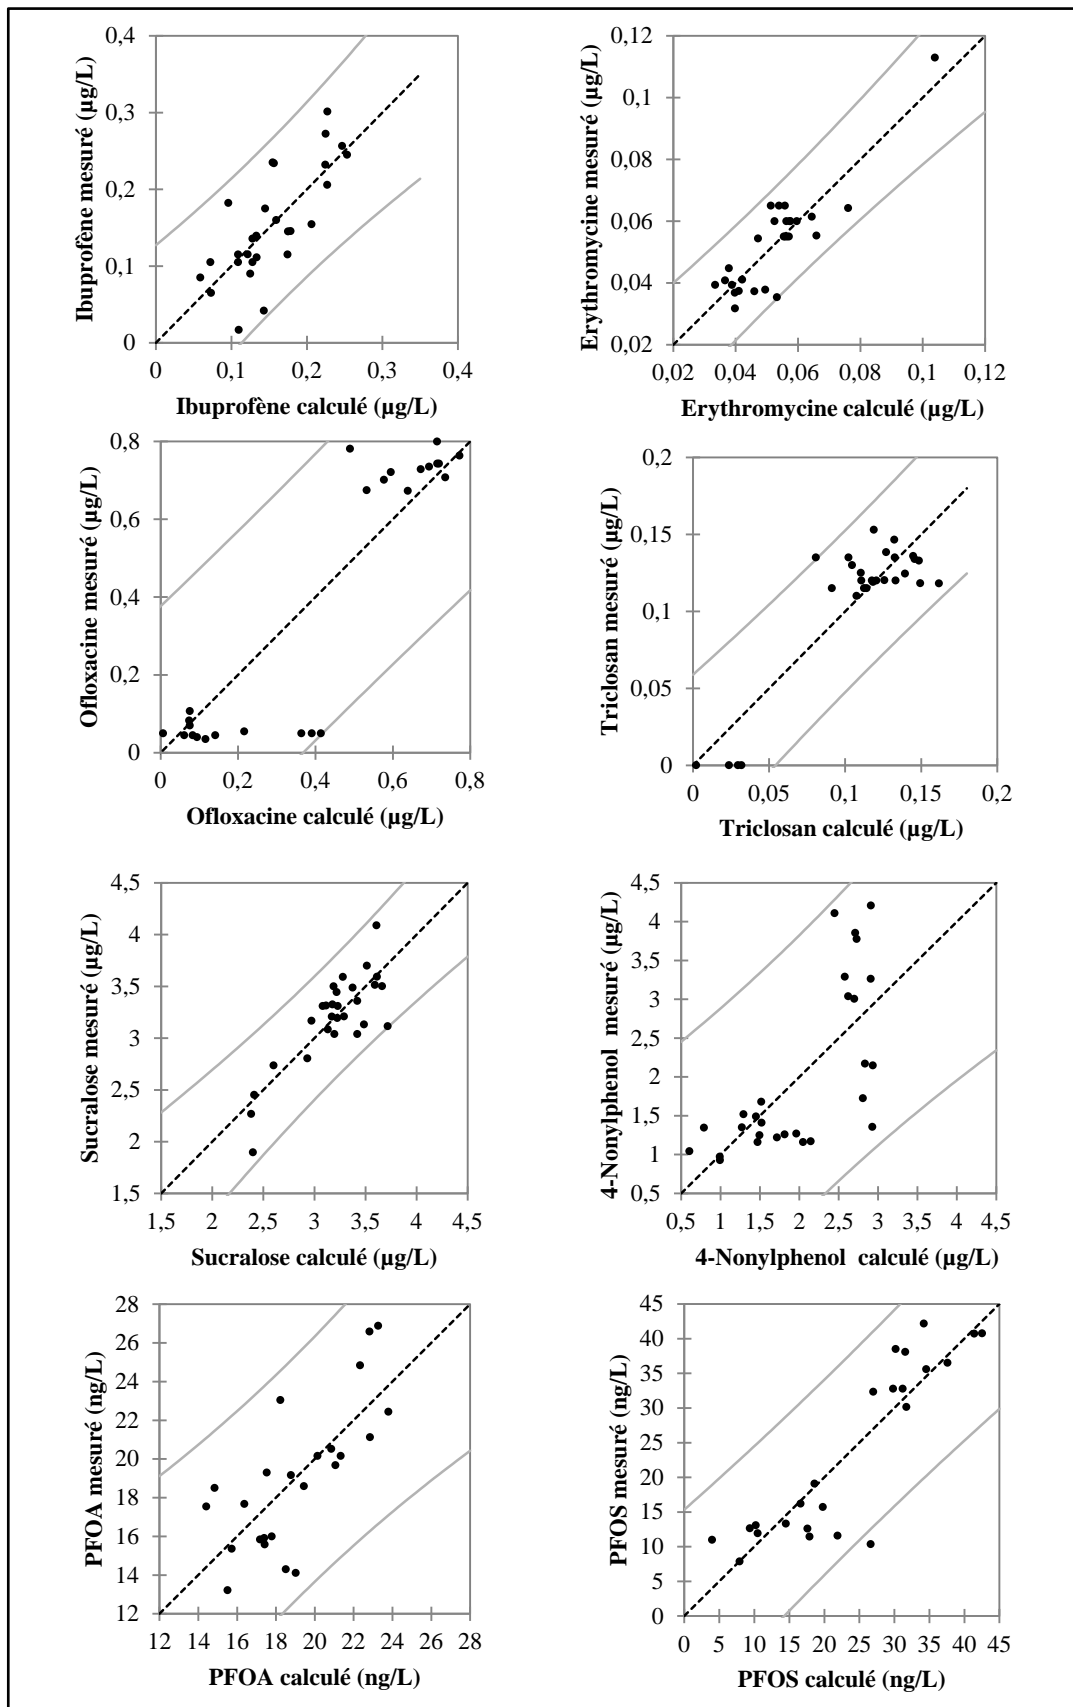 Ibuprofène mesuré (µg/L)
0,4
0,3
0,2
0,1
0
0 0,1 0,2 0,3 0,4
Ibuprofène calculé (µg/L)
Erythromycine mesuré (µg/L)
0,12
0,1
0,08
0,06
0,04
0,02
0,02 0,04 0,06 0,08 0,1 0,12
Erythromycine calculé (µg/L)
Ofloxacine mesuré (µg/L)
0,8
0,6
0,4
0,2
0
0 0,2 0,4 0,6 0,8
Ofloxacine calculé (µg/L)
Triclosan mesuré (µg/L)
0,2
0,15
0,1
0,05
0
0 0,05 0,1 0,15 0,2
Triclosan calculé (µg/L)
Sucralose mesuré (µg/L)
4,5
4
3,5
3
2,5
2
1,5
1,5 2 2,5 3 3,5 4 4,5
Sucralose calculé (µg/L)
4-Nonylphenol mesuré (µg/L)
4,5
4
3,5
3
2,5
2
1,5
1
0,5
0,5 1 1,5 2 2,5 3 3,5 4 4,5
4-Nonylphenol calculé (µg/L)
PFOA mesuré (ng/L)
28
26
24
22
20
18
16
14
12
12 14 16 18 20 22 24 26 28
PFOA calculé (ng/L)
PFOS mesuré (ng/L)
45
40
35
30
25
20
15
10
5
0
0 5 10 15 20 25 30 35 40 45
PFOS calculé (ng/L)